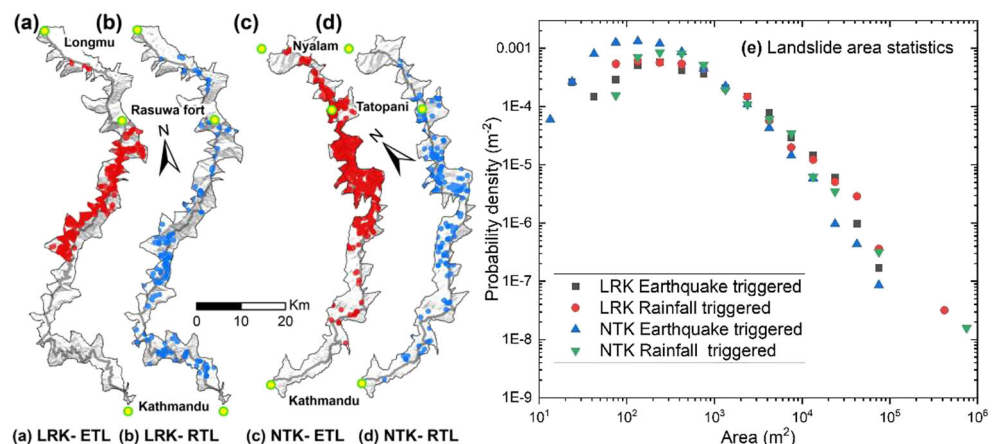 (a)
(b)
(c)
(d)
Longmu
Nyalam
Rasuwa fort
Tatopani
N
N
Km
0 10 20
Kathmandu
Kathmandu
(a) LRK- ETL
(b) LRK- RTL
(c) NTK- ETL
(d) NTK- RTL
(e) Landslide area statistics
Probability density (m⁻²)
0.001
1E-4
1E-5
1E-6
1E-7
1E-8
1E-9
LRK Earthquake triggered
LRK Rainfall triggered
NTK Earthquake triggered
NTK Rainfall triggered
10¹ 10² 10³ 10⁴ 10⁵ 10⁶
Area (m²)